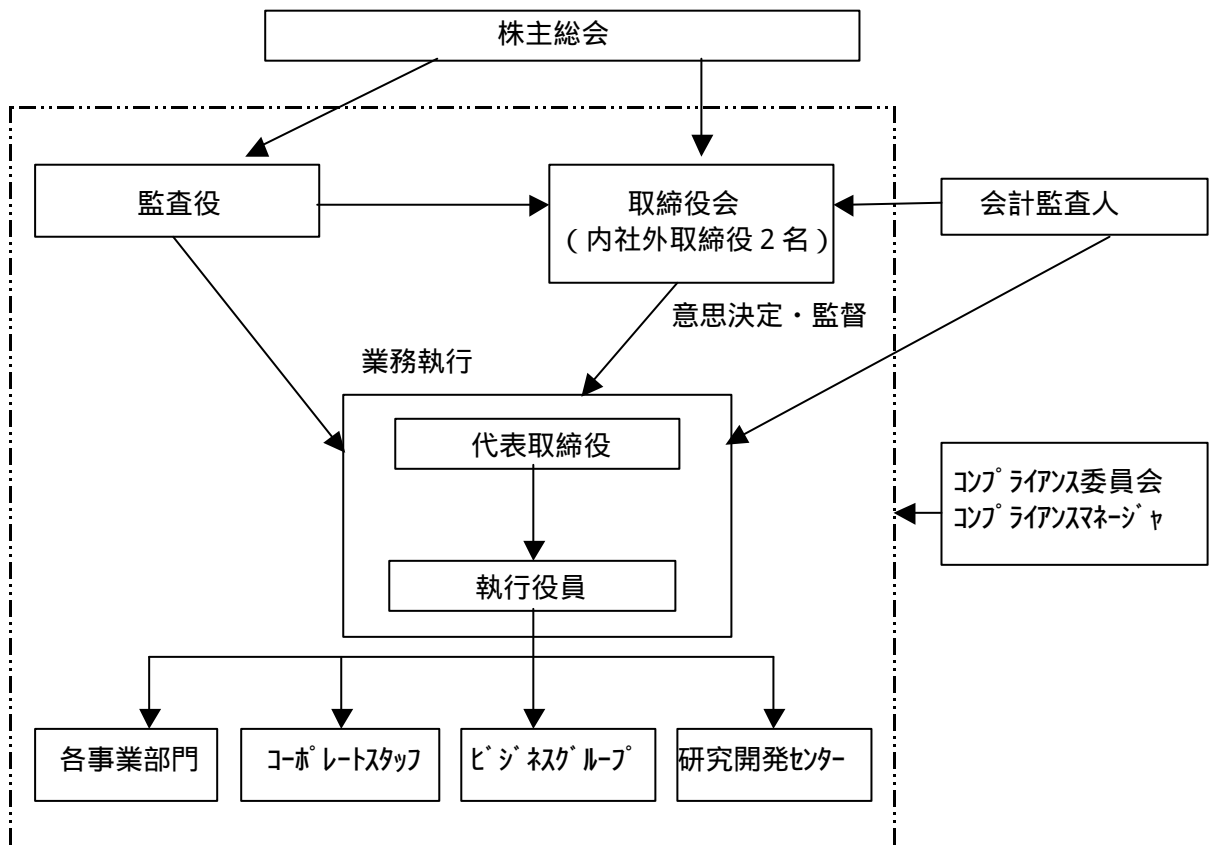 株主総会
監査役
取締役会
（内社外取締役２名）
会計監査人
意思決定・監督
業務執行
代表取締役
ｺﾝﾌﾟﾗｲｱﾝｽ委員会
ｺﾝﾌﾟﾗｲｱﾝｽﾏﾈｰｼﾞｬ
執行役員
各事業部門
ｺｰﾎﾟﾚｰﾄｽﾀｯﾌ
ﾋﾞｼﾞﾈｽｸﾞﾙｰﾌﾟ
研究開発ｾﾝﾀｰ